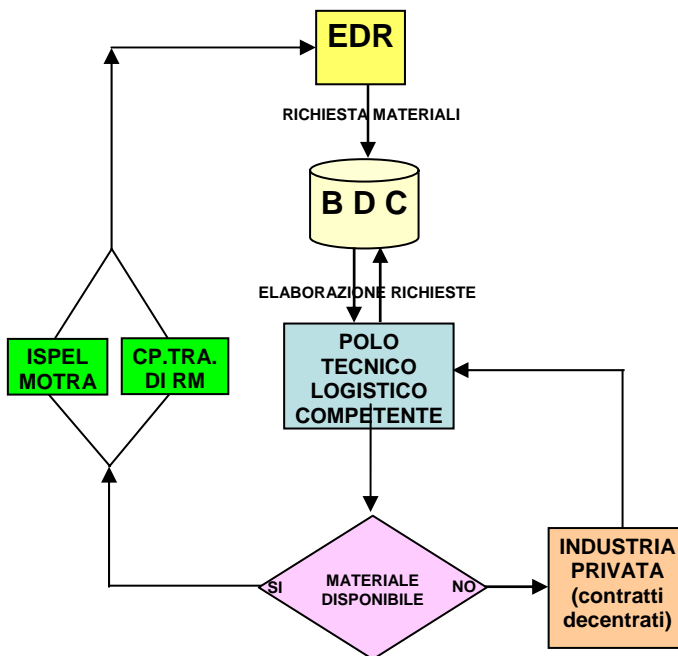 EDR
RICHIESTA MATERIALI
B D C
ELABORAZIONE RICHIESTE
ISPEL
MOTRA
CP.TRA.
DI RM
POLO
TECNICO
LOGISTICO
COMPETENTE
SI
MATERIALE
DISPONIBILE
NO
INDUSTRIA
PRIVATA
(contratti
decentrati)